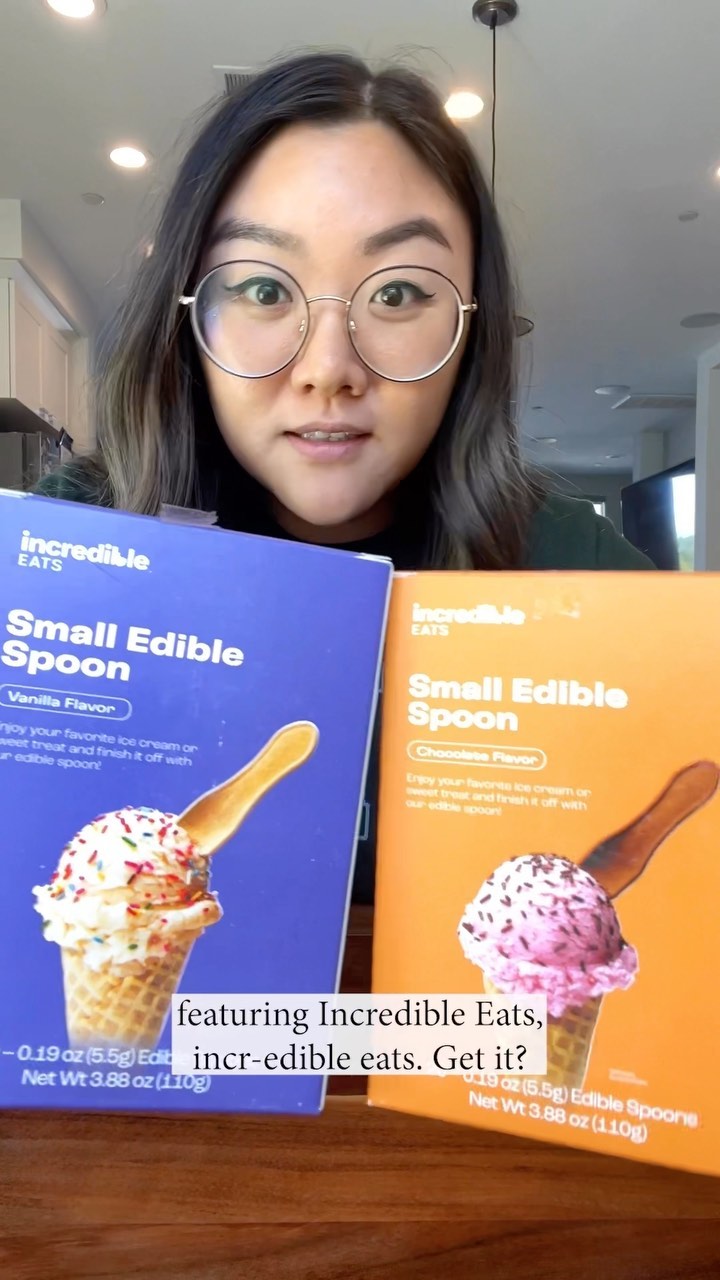 incredible
EATS
Small Edible
Spoon
Vanilla Flavor
njoy your favorite ice cream or
weet treat and finish it off with
ur edible spoon!
– 0.19 oz (5.5g) Edib
Net Wt 3.88 oz (110g)
incredible
EATS
Small Edible
Spoon
Chocolate Flavor
Enjoy your favorite ice cream or
sweet treat and finish it off with
our edible spoon!
0.19 oz (5.5g) Edible Spoons
Net Wt 3.88 oz (110g)
featuring Incredible Eats,
incr-edible eats. Get it?